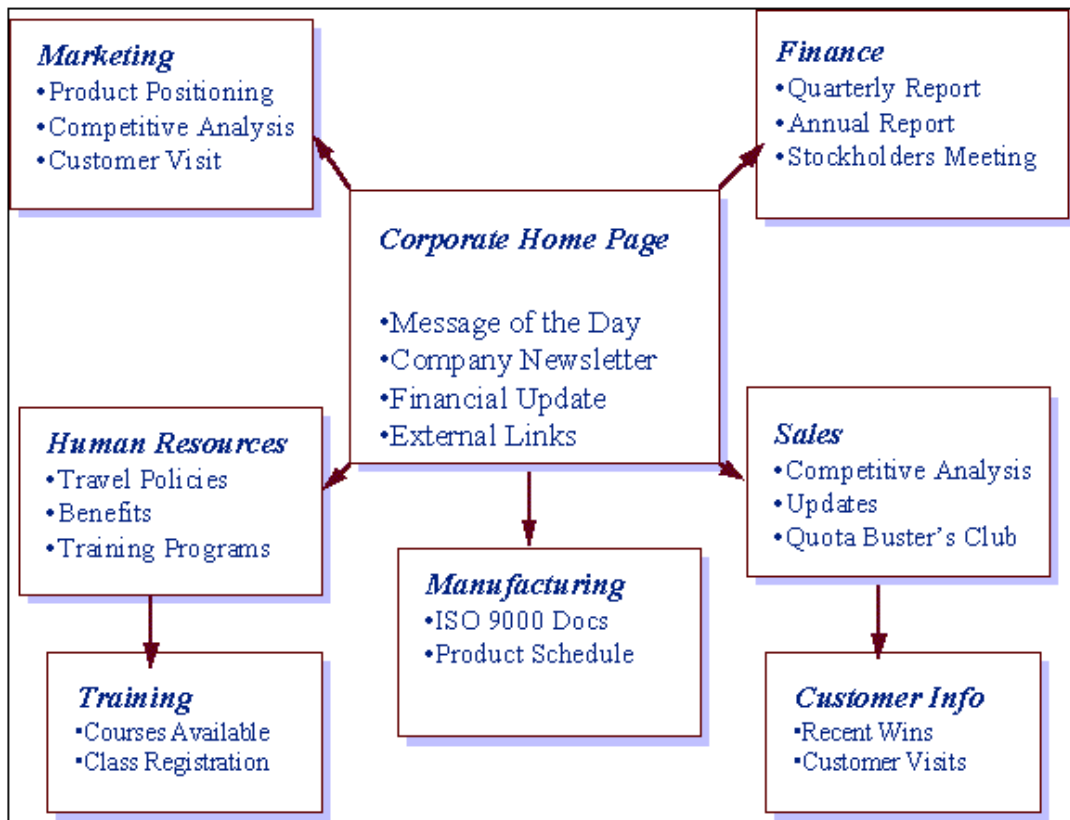 Marketing
•Product Positioning
•Competitive Analysis
•Customer Visit
Finance
•Quarterly Report
•Annual Report
•Stockholders Meeting
Corporate Home Page
•Message of the Day
•Company Newsletter
•Financial Update
•External Links
Human Resources
•Travel Policies
•Benefits
•Training Programs
Sales
•Competitive Analysis
•Updates
•Quota Buster’s Club
Manufacturing
•ISO 9000 Docs
•Product Schedule
Training
•Courses Available
•Class Registration
Customer Info
•Recent Wins
•Customer Visits